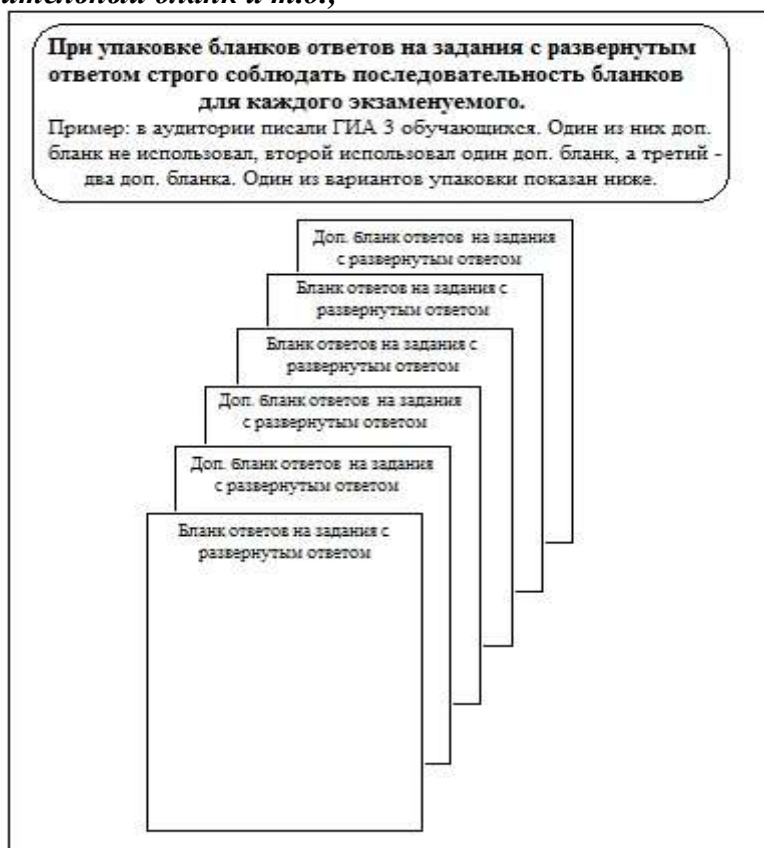 При упаковке бланков ответов на задания с развернутым
ответом строго соблюдать последовательность бланков
для каждого экзаменуемого.
Пример: в аудитории писали ГИА 3 обучающихся. Один из них доп.
бланк не использовал, второй использовал один доп. бланк, а третий -
два доп. бланка. Один из вариантов упаковки показан ниже.
Доп. бланк ответов на задания
с развернутым ответом
Бланк ответов на задания с
развернутым ответом
Бланк ответов на задания с
развернутым ответом
Доп. бланк ответов на задания
с развернутым ответом
Доп. бланк ответов на задания
с развернутым ответом
Бланк ответов на задания с
развернутым ответом